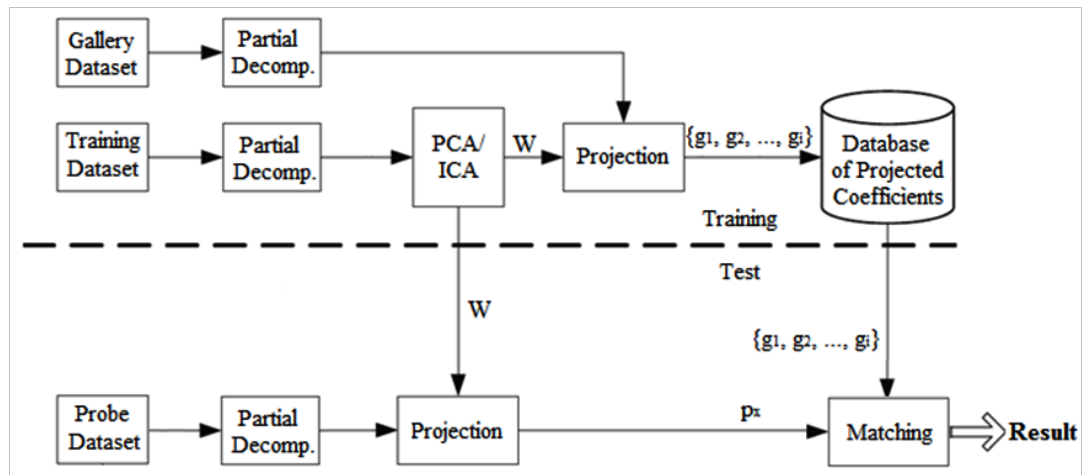 Gallery
Dataset
Partial
Decomp.
Training
Dataset
Partial
Decomp.
PCA/
ICA
W
Projection
{g1, g2, ..., gi}
Database
of Projected
Coefficients
Training
Test
W
{g1, g2, ..., gi}
Probe
Dataset
Partial
Decomp.
Projection
px
Matching
Result